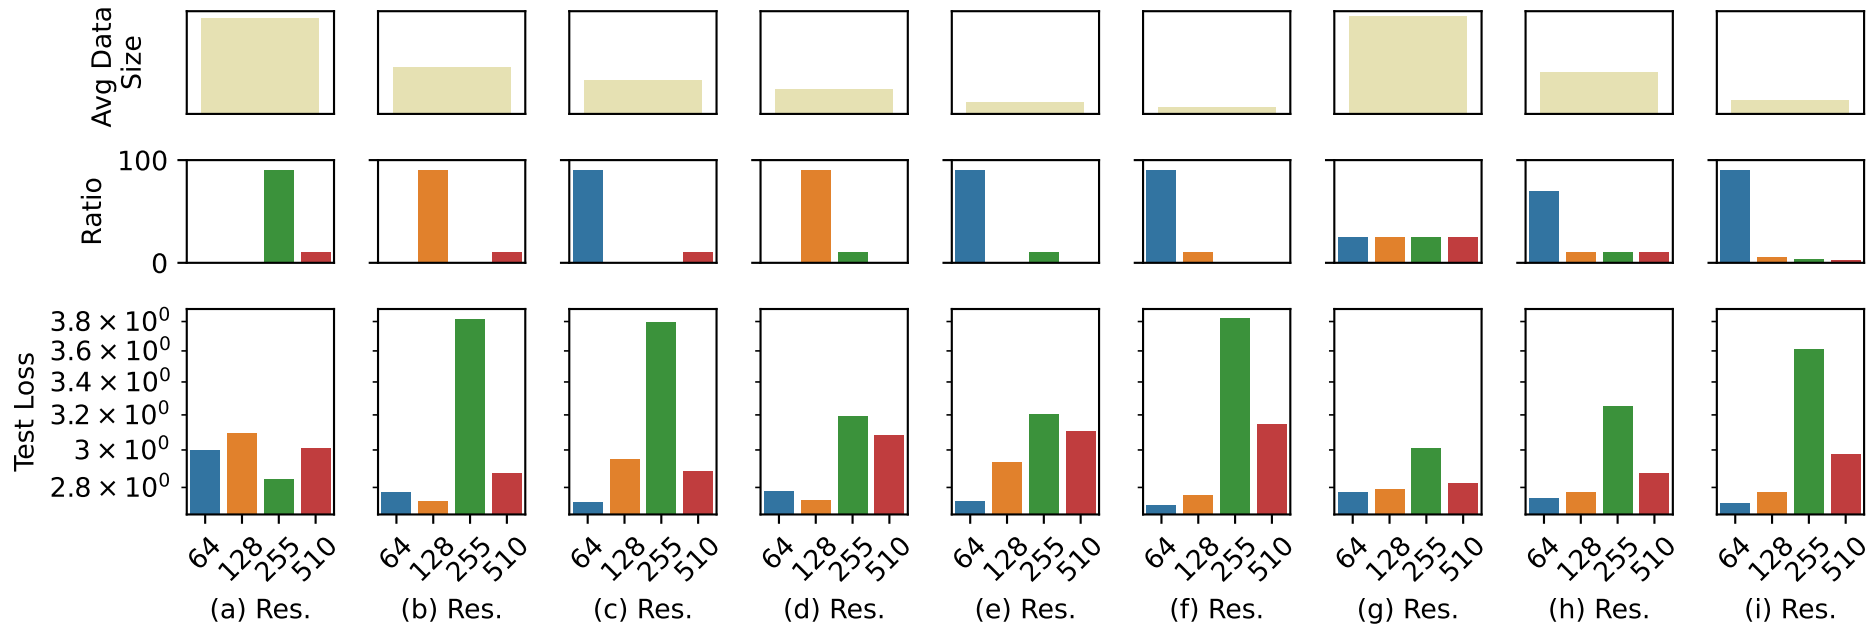 Avg Data
Size
100
Ratio
0
3.8 × 10⁰
3.6 × 10⁰
3.4 × 10⁰
3.2 × 10⁰
3 × 10⁰
2.8 × 10⁰
Test Loss
64 128 255 510 64 128 255 510 64 128 255 510 64 128 255 510 64 128 255 510 64 128 255 510 64 128 255 510 64 128 255 510 64 128 255 510
(a) Res. (b) Res. (c) Res. (d) Res. (e) Res. (f) Res. (g) Res. (h) Res. (i) Res.